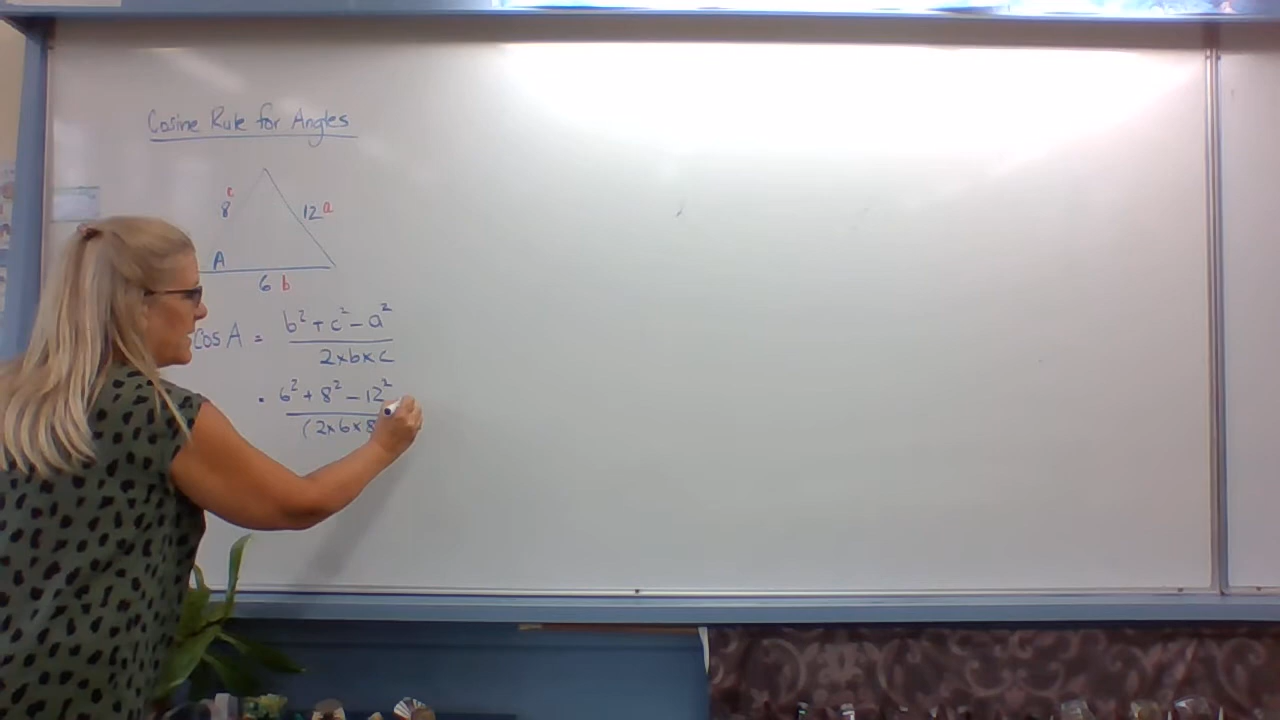 Cosine Rule for Angles
c
8
12 a
A
6 b
Cos A = b² + c² - a²
2×b×c
= 6² + 8² - 12²
(2×6×8